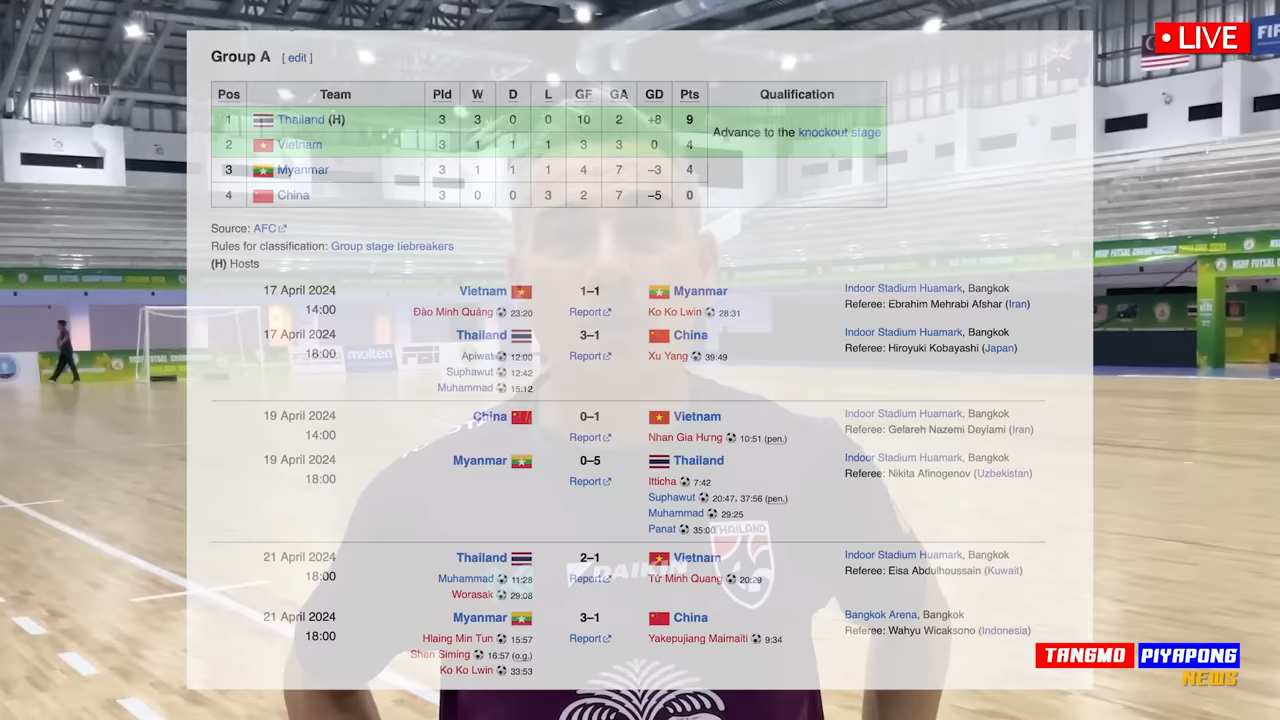 • LIVE
FIF
Group A [ edit ]
Pos Team Pld W D L GF GA GD Pts Qualification
1 Thailand (H) 3 3 0 0 10 2 +8 9 Advance to the knockout stage
2 Vietnam 3 1 1 1 3 3 0 4
3 Myanmar 3 1 1 1 4 7 −3 4
4 China 3 0 0 3 2 7 −5 0
Source: AFC
Rules for classification: Group stage tiebreakers
(H) Hosts
17 April 2024 Vietnam 1–1 Myanmar Indoor Stadium Huamark, Bangkok
14:00 Đào Minh Quảng 23:20 Report Ko Ko Lwin 28:31 Referee: Ebrahim Mehrabi Afshar (Iran)
17 April 2024 Thailand 3–1 China Indoor Stadium Huamark, Bangkok
18:00 Apiwat 12:00 Report Xu Yang 39:49 Referee: Hiroyuki Kobayashi (Japan)
Suphawut 12:42
Muhammad 15:12
molten
19 April 2024 China 0–1 Vietnam Indoor Stadium Huamark, Bangkok
14:00 Report Nhan Gia Hưng 10:51 (pen.) Referee: Gelareh Nazemi Deylami (Iran)
19 April 2024 Myanmar 0–5 Thailand Indoor Stadium Huamark, Bangkok
18:00 Report Itticha 7:42 Referee: Nikita Afinogenov (Uzbekistan)
Suphawut 20:47, 37:56 (pen.)
Muhammad 29:25
Panat 35:00
THAILAND
21 April 2024 Thailand 2–1 Vietnam Indoor Stadium Huamark, Bangkok
18:00 Muhammad 11:28 Report Từ Minh Quang 20:29 Referee: Eisa Abdulhoussain (Kuwait)
Worasak 29:08
DAIKIN
21 April 2024 Myanmar 3–1 China Bangkok Arena, Bangkok
18:00 Hlaing Min Tun 15:57 Report Yakepujiang Maimaiti 9:34 Referee: Wahyu Wicaksono (Indonesia)
Shen Siming 16:57 (o.g.)
Ko Ko Lwin 33:53
TANGMO PIYAPONG
NEWS